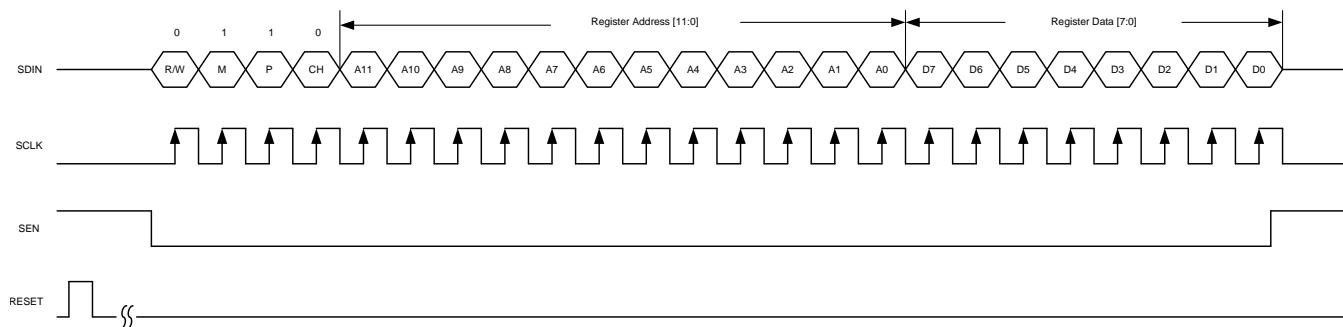 Register Address [11:0] Register Data [7:0]
0 1 1 0
SDIN R/W M P CH A11 A10 A9 A8 A7 A6 A5 A4 A3 A2 A1 A0 D7 D6 D5 D4 D3 D2 D1 D0
SCLK
SEN
RESET